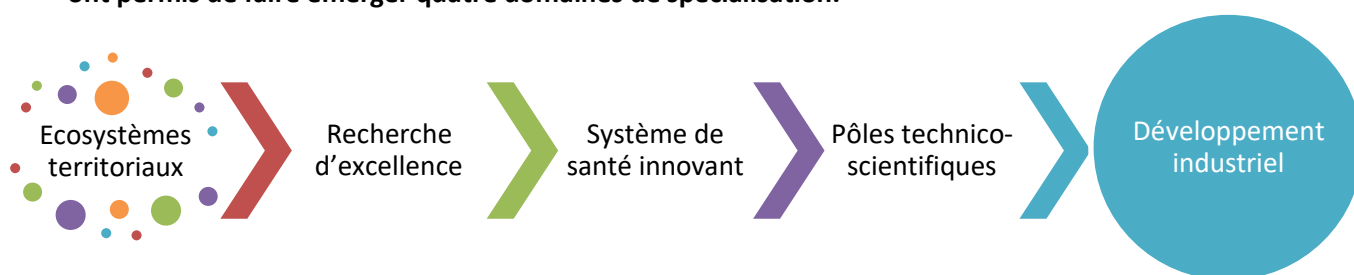 ont permis de faire émerger quatre domaines de spécialisation.
Ecosystèmes
territoriaux
Recherche
d’excellence
Système de
santé innovant
Pôles technico-
scientifiques
Développement
industriel